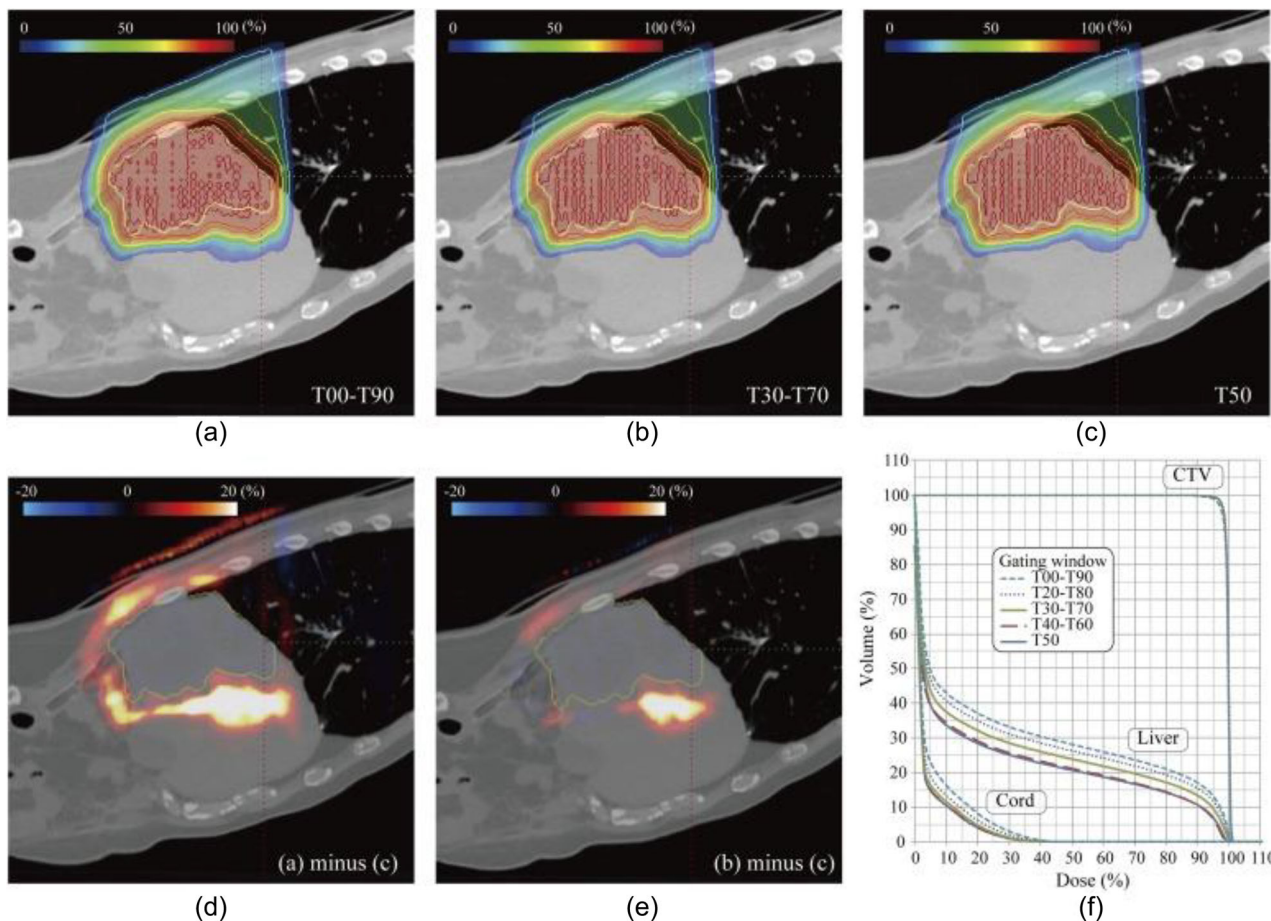 0 50 100 (%)
T00-T90
(a)
0 50 100 (%)
T30-T70
(b)
0 50 100 (%)
T50
(c)
-20 0 20 (%)
(a) minus (c)
(d)
-20 0 20 (%)
(b) minus (c)
(e)
110
100
90
80
70
60
50
40
30
20
10
0
Volume (%)
CTV
Gating window
T00-T90
T20-T80
T30-T70
T40-T60
T50
Liver
Cord
0 10 20 30 40 50 60 70 80 90 100 110
Dose (%)
(f)